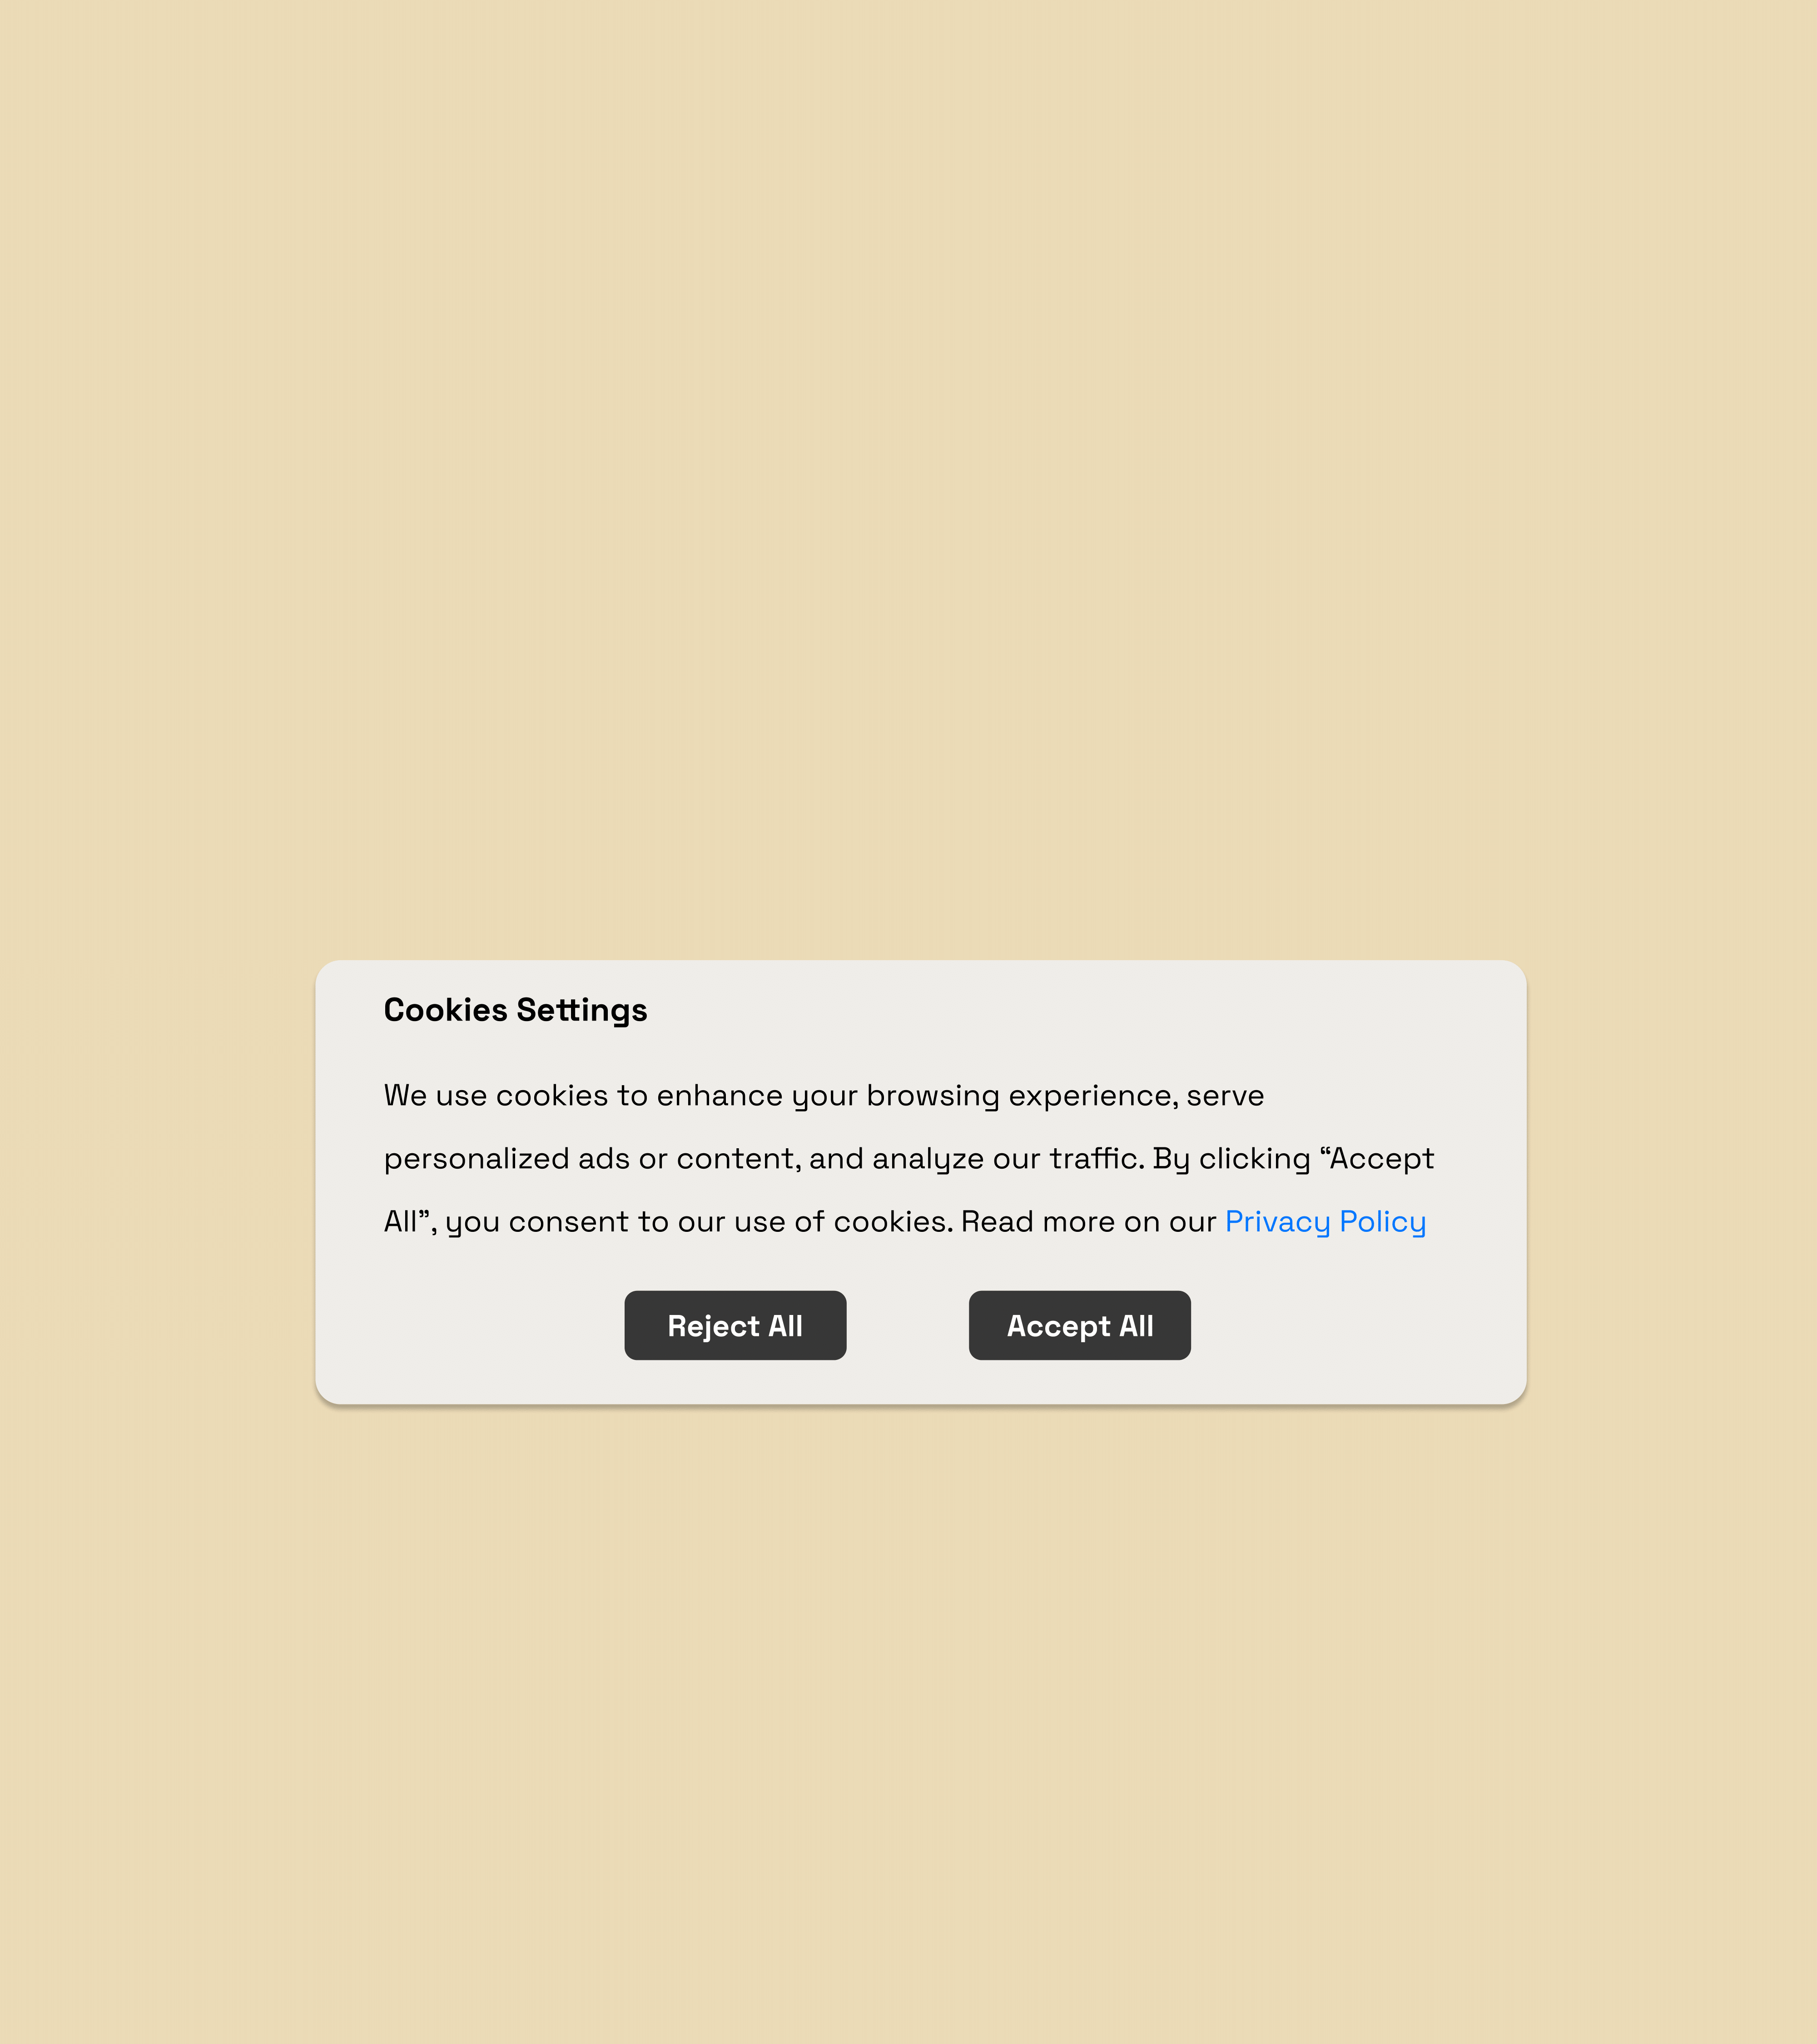 Cookies Settings
We use cookies to enhance your browsing experience, serve
personalized ads or content, and analyze our traffic. By clicking “Accept
All”, you consent to our use of cookies. Read more on our Privacy Policy
Reject All
Accept All